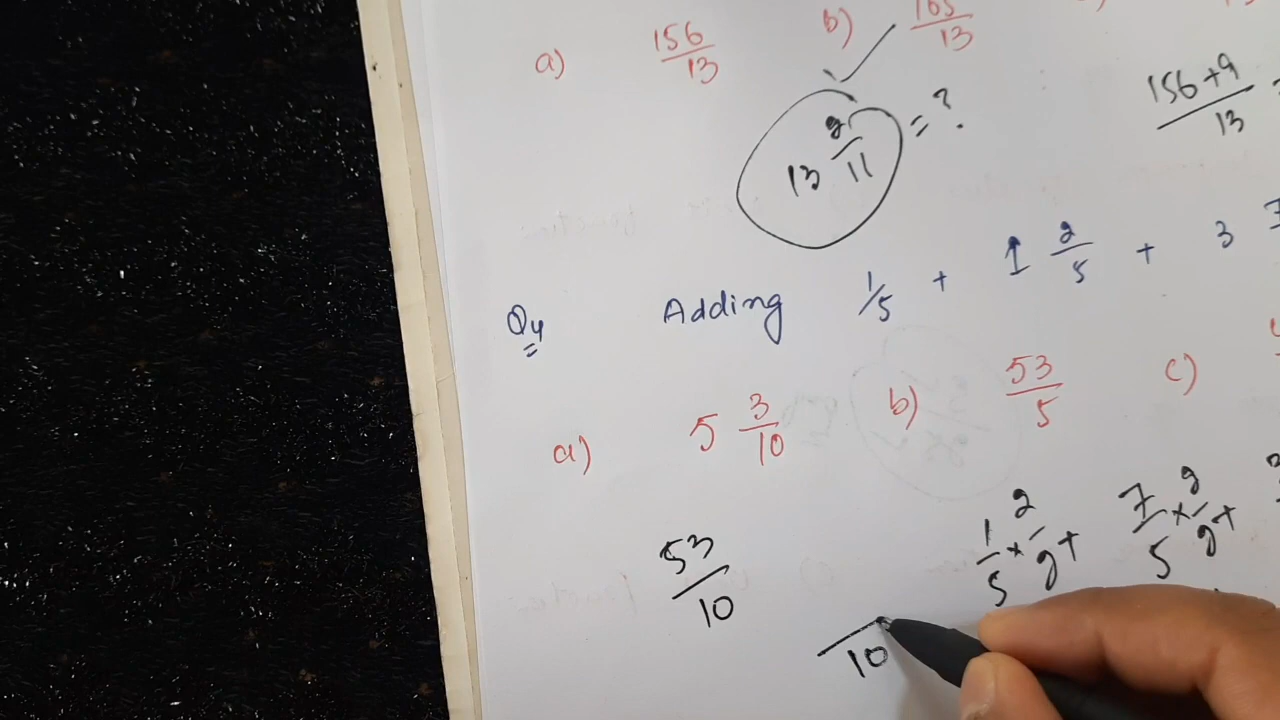 a) 156/13 b) 165/13
13 2/11 = ?
156+9/13
Q4 Adding 1/5 + 1 2/5 + 3
a) 5 3/10 b) 53/5 c)
1/5 × 2/2 + 7/5 × 2/2 +
53/10
/10